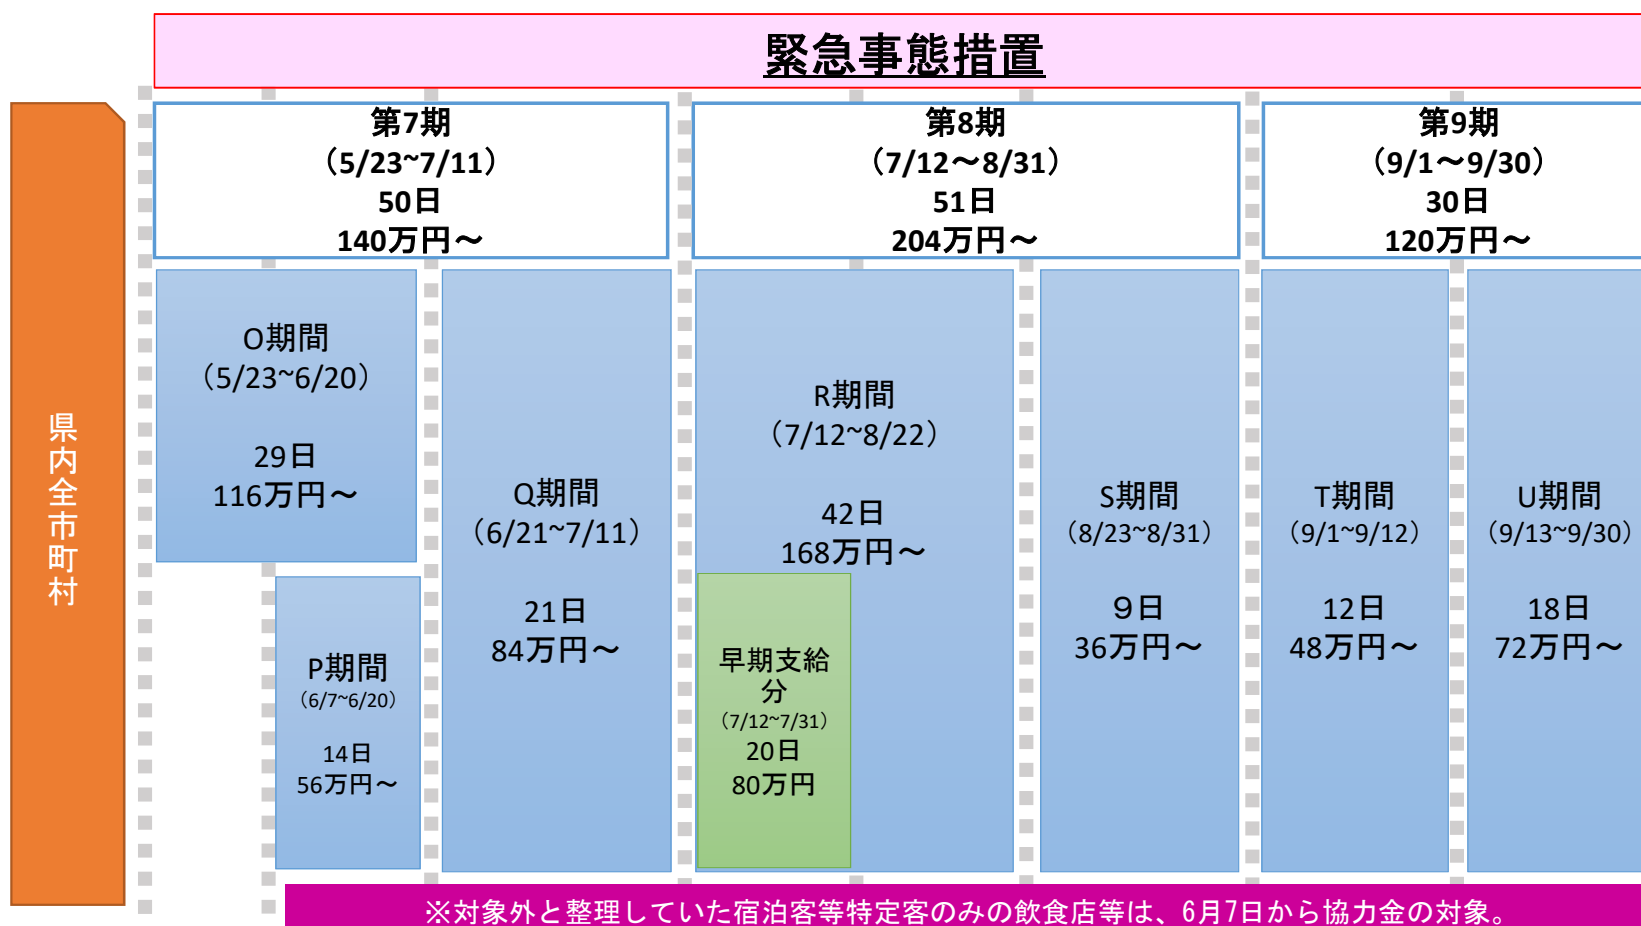 緊急事態措置
県内全市町村
第7期
（5/23~7/11）
50日
140万円～
第8期
（7/12～8/31）
51日
204万円～
第9期
（9/1～9/30）
30日
120万円～
O期間
（5/23~6/20）
29日
116万円～
P期間
（6/7~6/20）
14日
56万円～
Q期間
（6/21~7/11）
21日
84万円～
R期間
（7/12~8/22）
42日
168万円～
早期支給
分
（7/12~7/31）
20日
80万円
S期間
（8/23~8/31）
９日
36万円～
T期間
（9/1~9/12）
12日
48万円～
U期間
（9/13~9/30）
18日
72万円～
※対象外と整理していた宿泊客等特定客のみの飲食店等は、6月7日から協力金の対象。